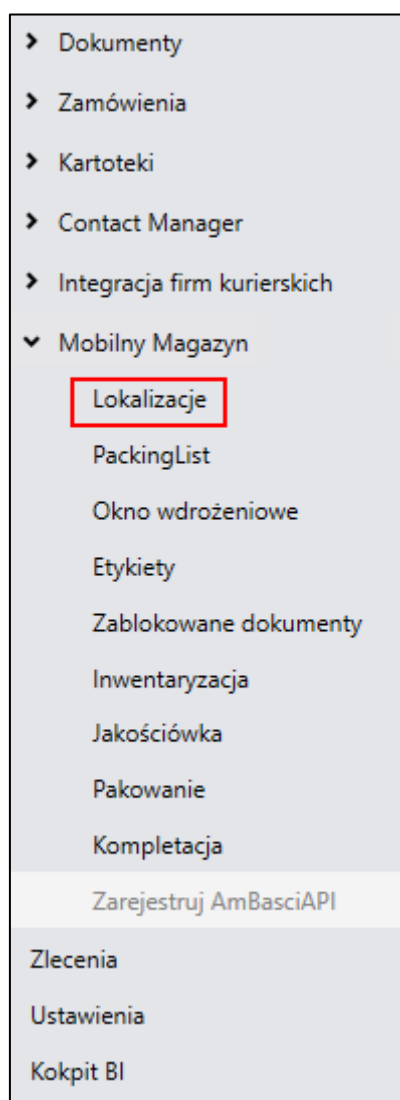 Dokumenty
Zamówienia
Kartoteki
Contact Manager
Integracja firm kurierskich
Mobilny Magazyn
Lokalizacje
PackingList
Okno wdrożeniowe
Etykiety
Zablokowane dokumenty
Inwentaryzacja
Jakościówka
Pakowanie
Kompletacja
Zarejestruj AmBasciAPI
Zlecenia
Ustawienia
Kokpit BI